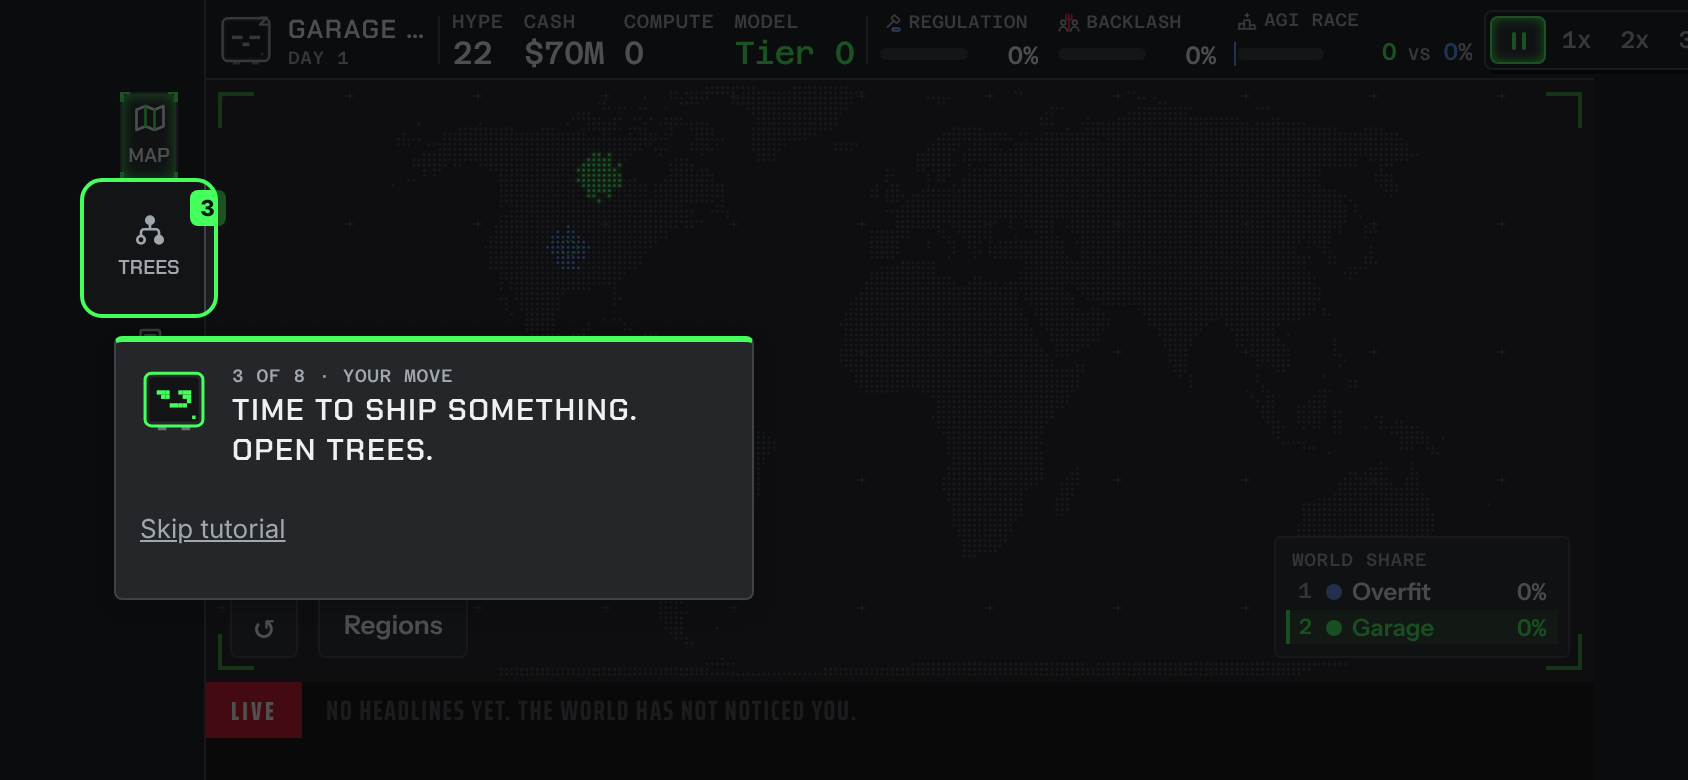 GARAGE ...
DAY 1
HYPE
22
CASH
$70M
COMPUTE
0
MODEL
Tier 0
REGULATION
0%
BACKLASH
0%
AGI RACE
0 VS 0%
1x
2x
3
MAP
3
TREES
3 OF 8 · YOUR MOVE
TIME TO SHIP SOMETHING.
OPEN TREES.
Skip tutorial
↺
Regions
WORLD SHARE
1 Overfit 0%
2 Garage 0%
LIVE
NO HEADLINES YET. THE WORLD HAS NOT NOTICED YOU.